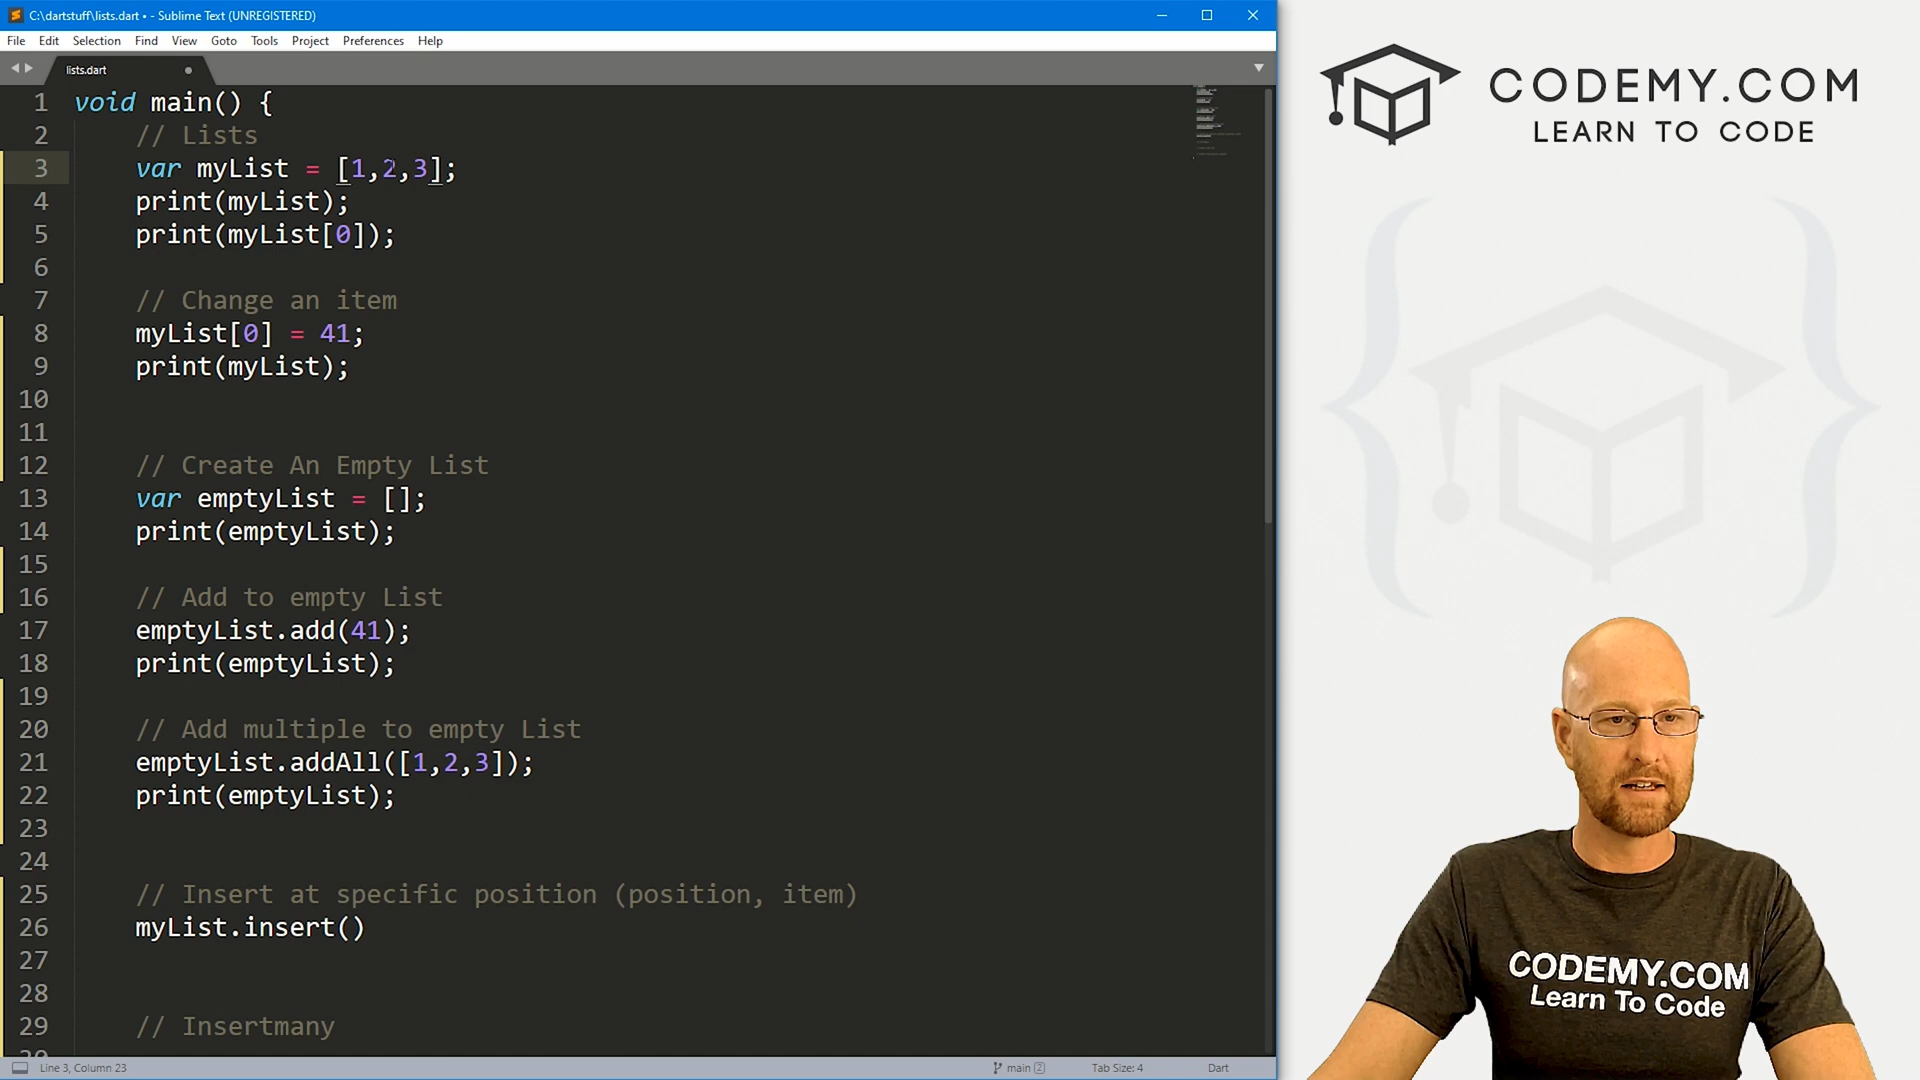 C:\dartstuff\lists.dart • - Sublime Text (UNREGISTERED)
File Edit Selection Find View Goto Tools Project Preferences Help
lists.dart
1 void main() {
2 // Lists
3 var myList = [1,2,3];
4 print(myList);
5 print(myList[0]);
6
7 // Change an item
8 myList[0] = 41;
9 print(myList);
10
11
12 // Create An Empty List
13 var emptyList = [];
14 print(emptyList);
15
16 // Add to empty List
17 emptyList.add(41);
18 print(emptyList);
19
20 // Add multiple to empty List
21 emptyList.addAll([1,2,3]);
22 print(emptyList);
23
24
25 // Insert at specific position (position, item)
26 myList.insert()
27
28
29 // Insertmany
Line 3, Column 23
main 2
Tab Size: 4
Dart
CODEMY.COM
LEARN TO CODE
CODEMY.COM
Learn To Code